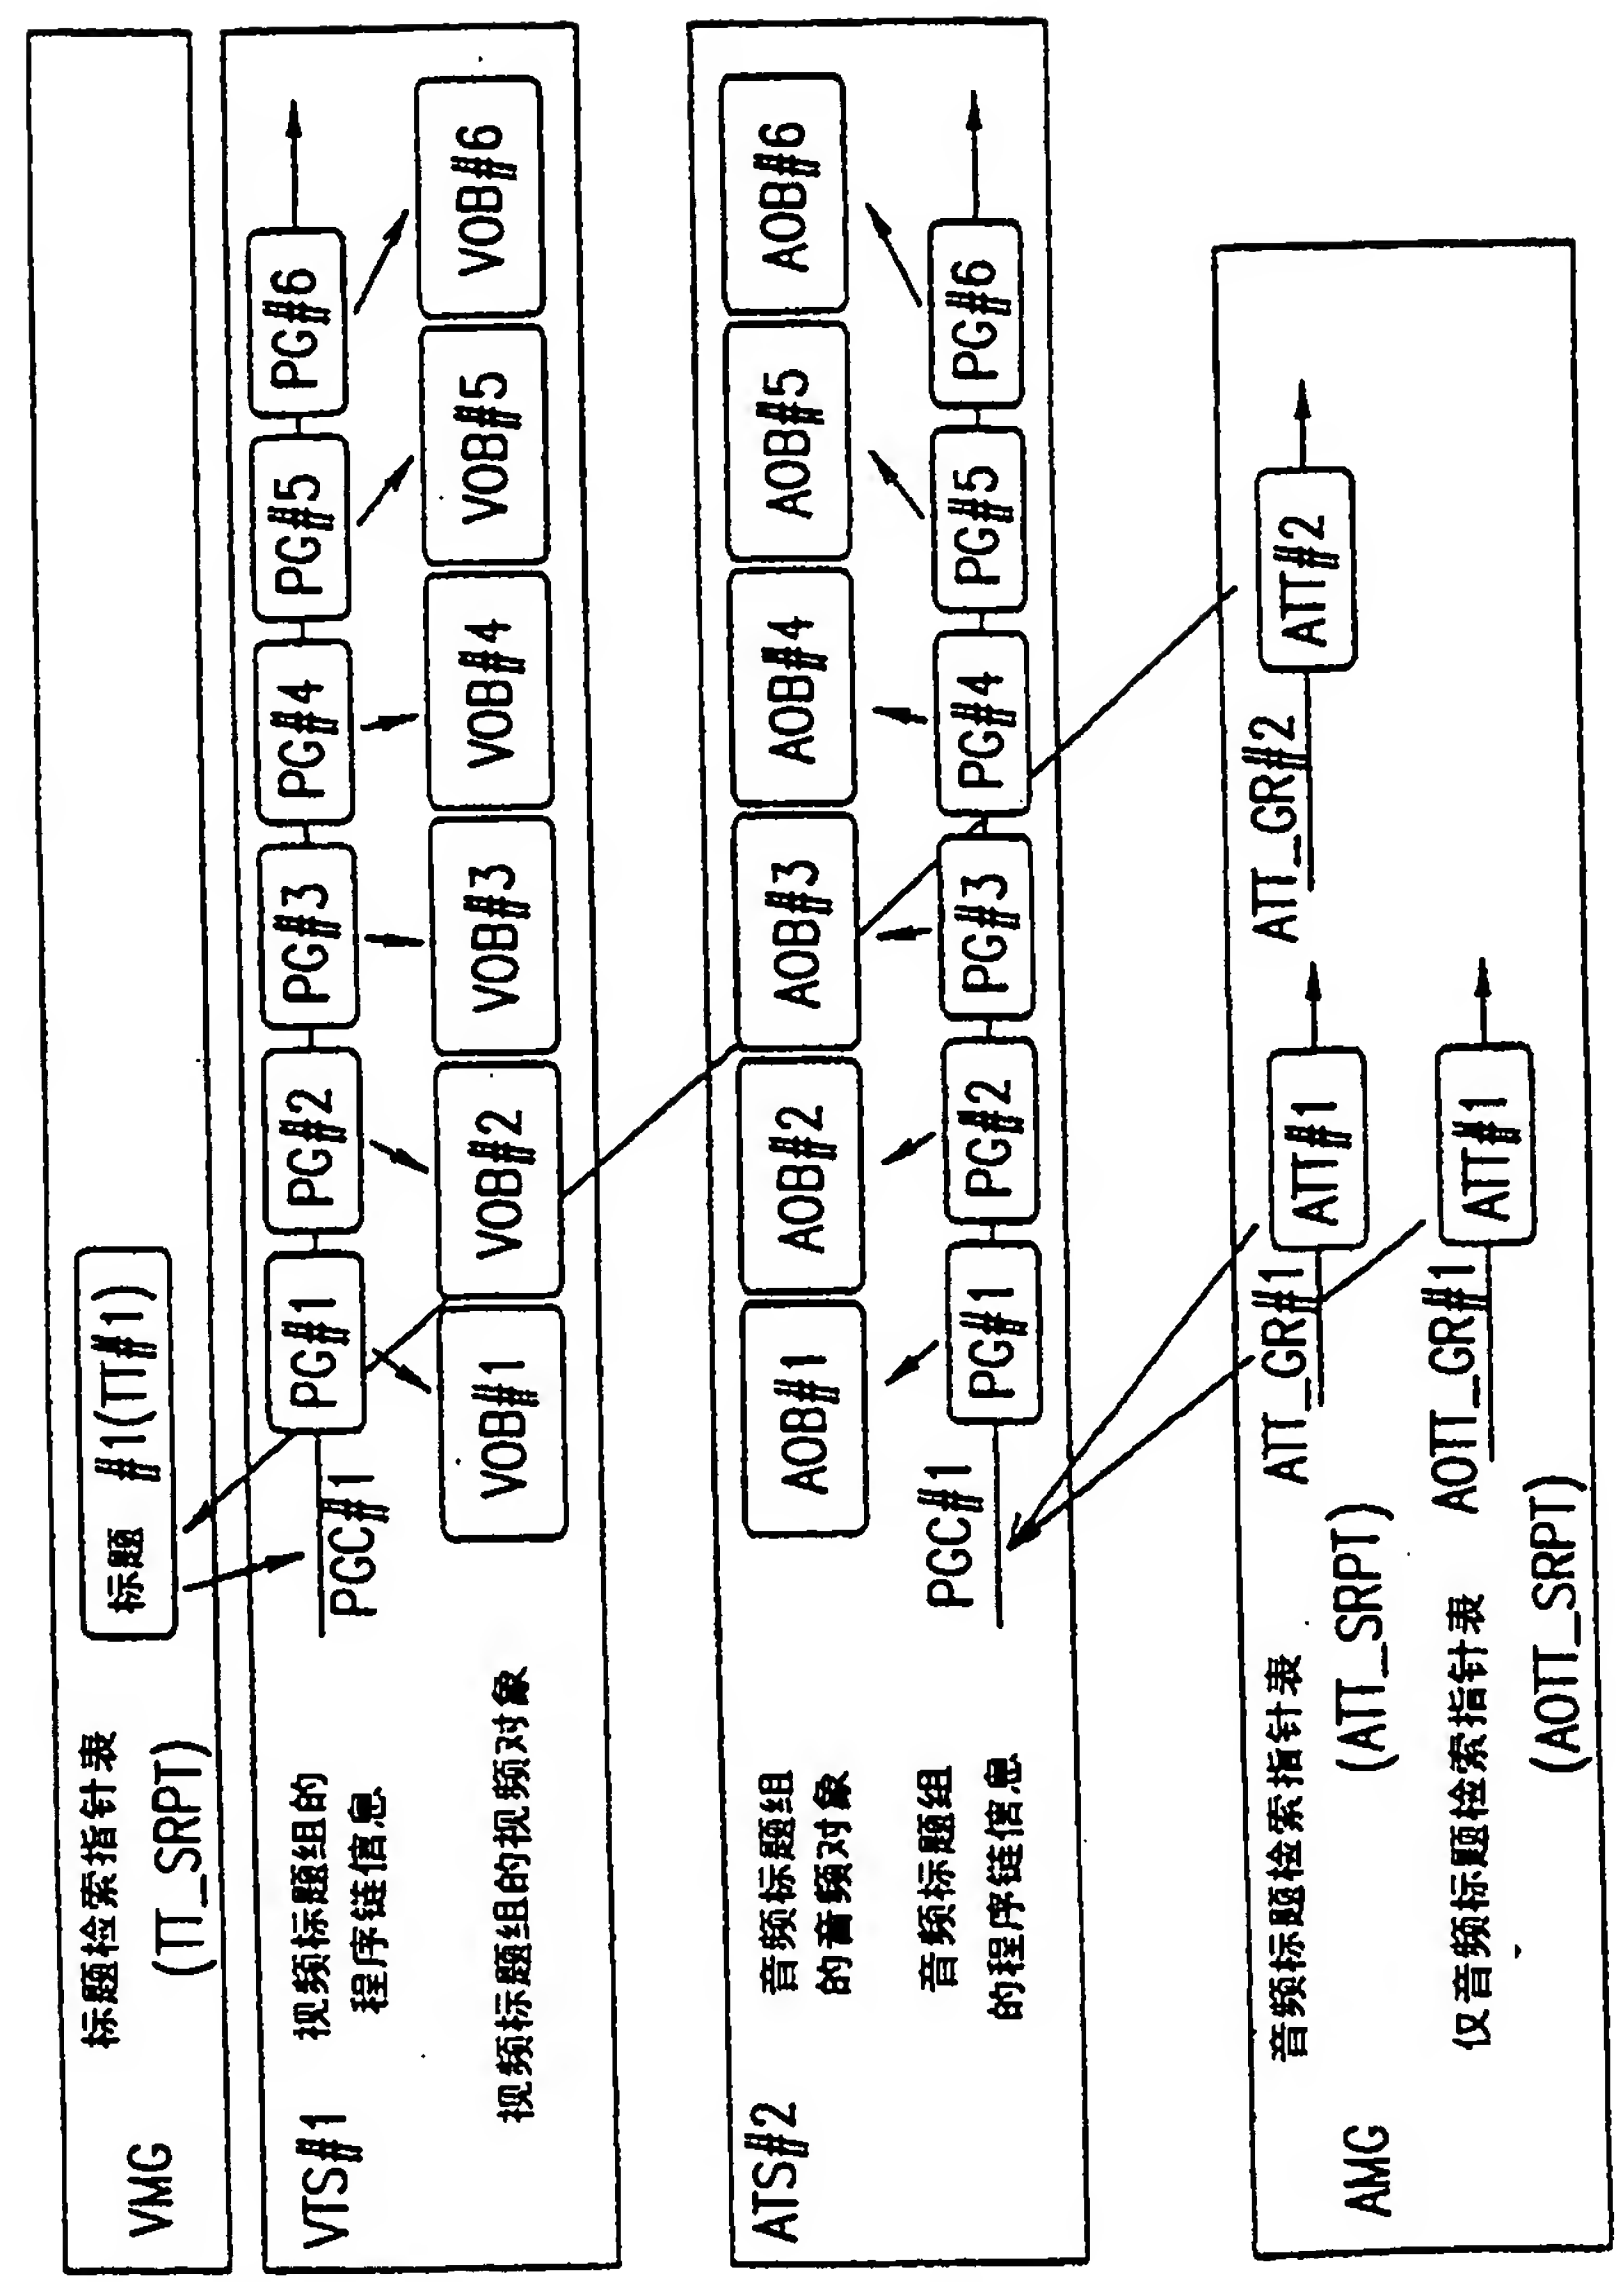 VMG
标题检索指针表
(TT_SRPT)
标题 #1(TT#1)
VTS#1
视频标题组的
程序链信息
PGC#1
PG#1
PG#2
PG#3
PG#4
PG#5
PG#6
视频标题组的视频对象
VOB#1
VOB#2
VOB#3
VOB#4
VOB#5
VOB#6
ATS#2
音频标题组
的音频对象
AOB#1
AOB#2
AOB#3
AOB#4
AOB#5
AOB#6
音频标题组
的程序链信息
PGC#1
PG#1
PG#2
PG#3
PG#4
PG#5
PG#6
AMG
音频标题检索指针表
(ATT_SRPT)
ATT_GR#1
ATT#1
ATT_GR#2
ATT#2
仅音频标题检索指针表
(AOTT_SRPT)
AOTT_GR#1
ATT#1